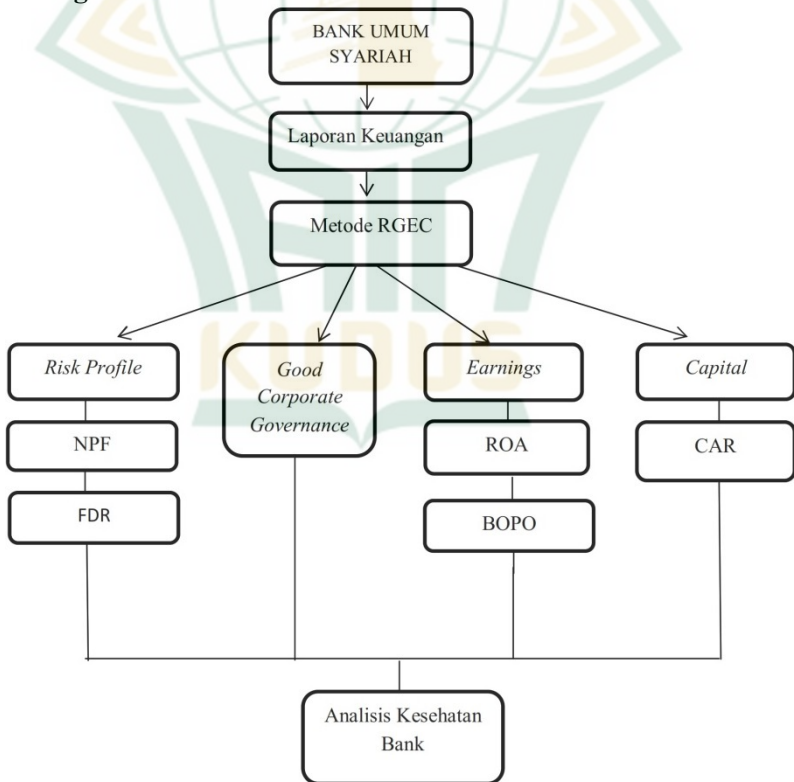 BANK UMUM
SYARIAH
Laporan Keuangan
Metode RGEC
Risk Profile
Good
Corporate
Governance
Earnings
Capital
NPF
ROA
CAR
FDR
BOPO
Analisis Kesehatan
Bank
KUDUS